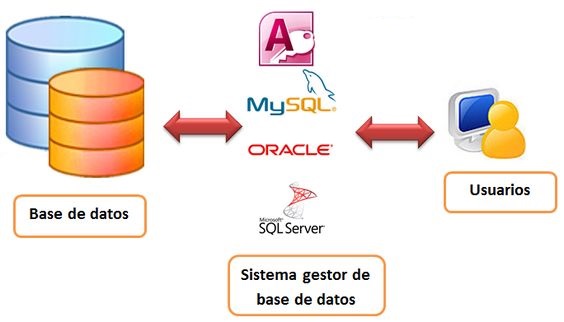 A
MySQL®
ORACLE®
Microsoft®
SQL Server
Base de datos
Usuarios
Sistema gestor de
base de datos